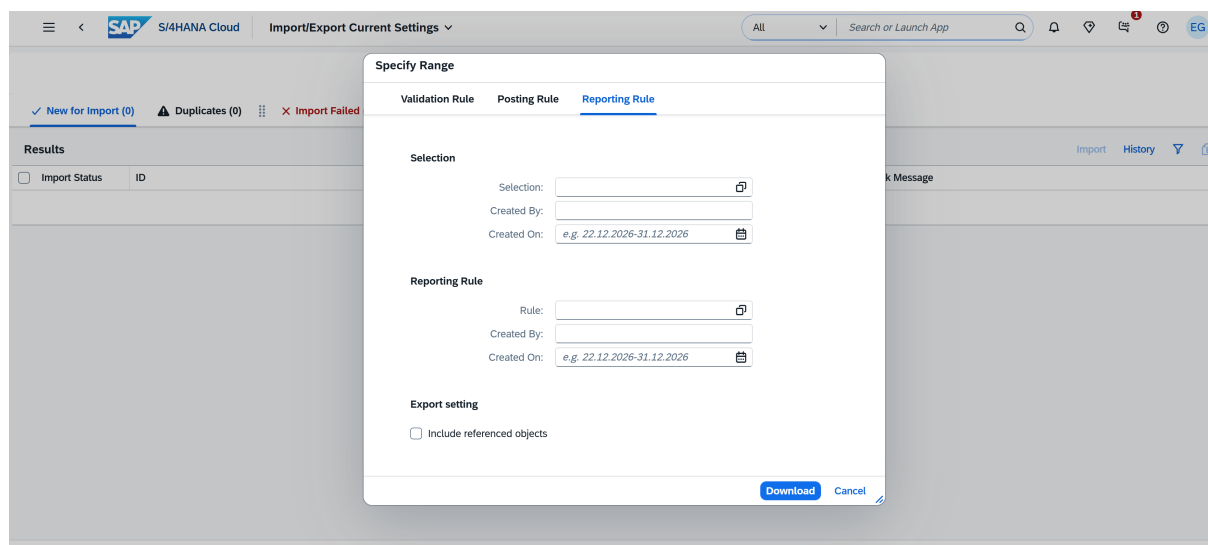 SAP S/4HANA Cloud Import/Export Current Settings All Search or Launch App 1 EG
Specify Range
Validation Rule Posting Rule Reporting Rule
New for Import (0) Duplicates (0) Import Failed
Selection
Results Import History
Import Status ID k Message
Selection:
Created By:
Created On: e.g. 22.12.2026-31.12.2026
Reporting Rule
Rule:
Created By:
Created On: e.g. 22.12.2026-31.12.2026
Export setting
Include referenced objects
Download Cancel